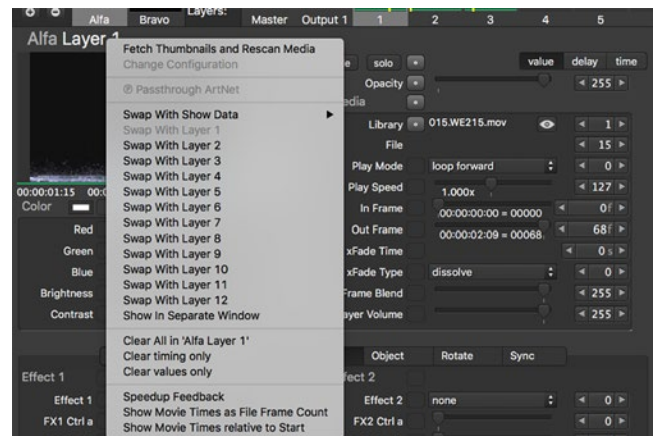 Alfa Bravo Layers: Master Output 1 1 2 3 4 5
Alfa Layer 1
Fetch Thumbnails and Rescan Media
Change Configuration
℗ Passthrough ArtNet
Swap With Show Data
Swap With Layer 1
Swap With Layer 2
Swap With Layer 3
Swap With Layer 4
Swap With Layer 5
Swap With Layer 6
Swap With Layer 7
Swap With Layer 8
Swap With Layer 9
Swap With Layer 10
Swap With Layer 11
Swap With Layer 12
Show In Separate Window
Clear All in 'Alfa Layer 1'
Clear timing only
Clear values only
Speedup Feedback
Show Movie Times as File Frame Count
Show Movie Times relative to Start
solo value delay time
Opacity 255
Library 015.WE215.mov 1
File 15
Play Mode loop forward 0
Play Speed 1.000x 127
In Frame 00:00:00:00 = 00000 0f
Out Frame 00:00:02:09 = 00068 68f
xFade Time 0 s
xFade Type dissolve 0
Frame Blend 255
ayer Volume 255
00:00:01:15
Color
Red
Green
Blue
Brightness
Contrast
Object Rotate Sync
Effect 1
Effect 1
FX1 Ctrl a
fect 2
Effect 2 none 0
FX2 Ctrl a 0